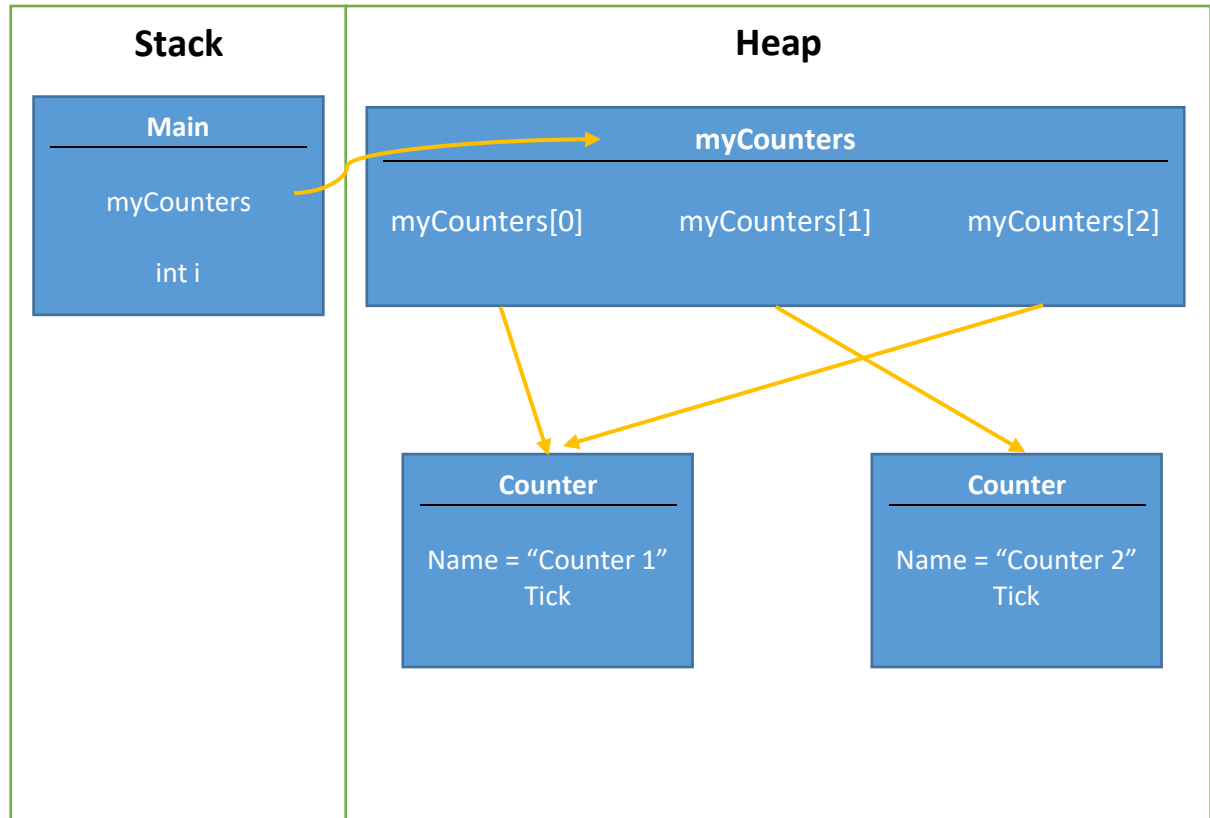 Stack
Heap
Main
myCounters
int i
myCounters
myCounters[0]
myCounters[1]
myCounters[2]
Counter
Name = “Counter 1”
Tick
Counter
Name = “Counter 2”
Tick